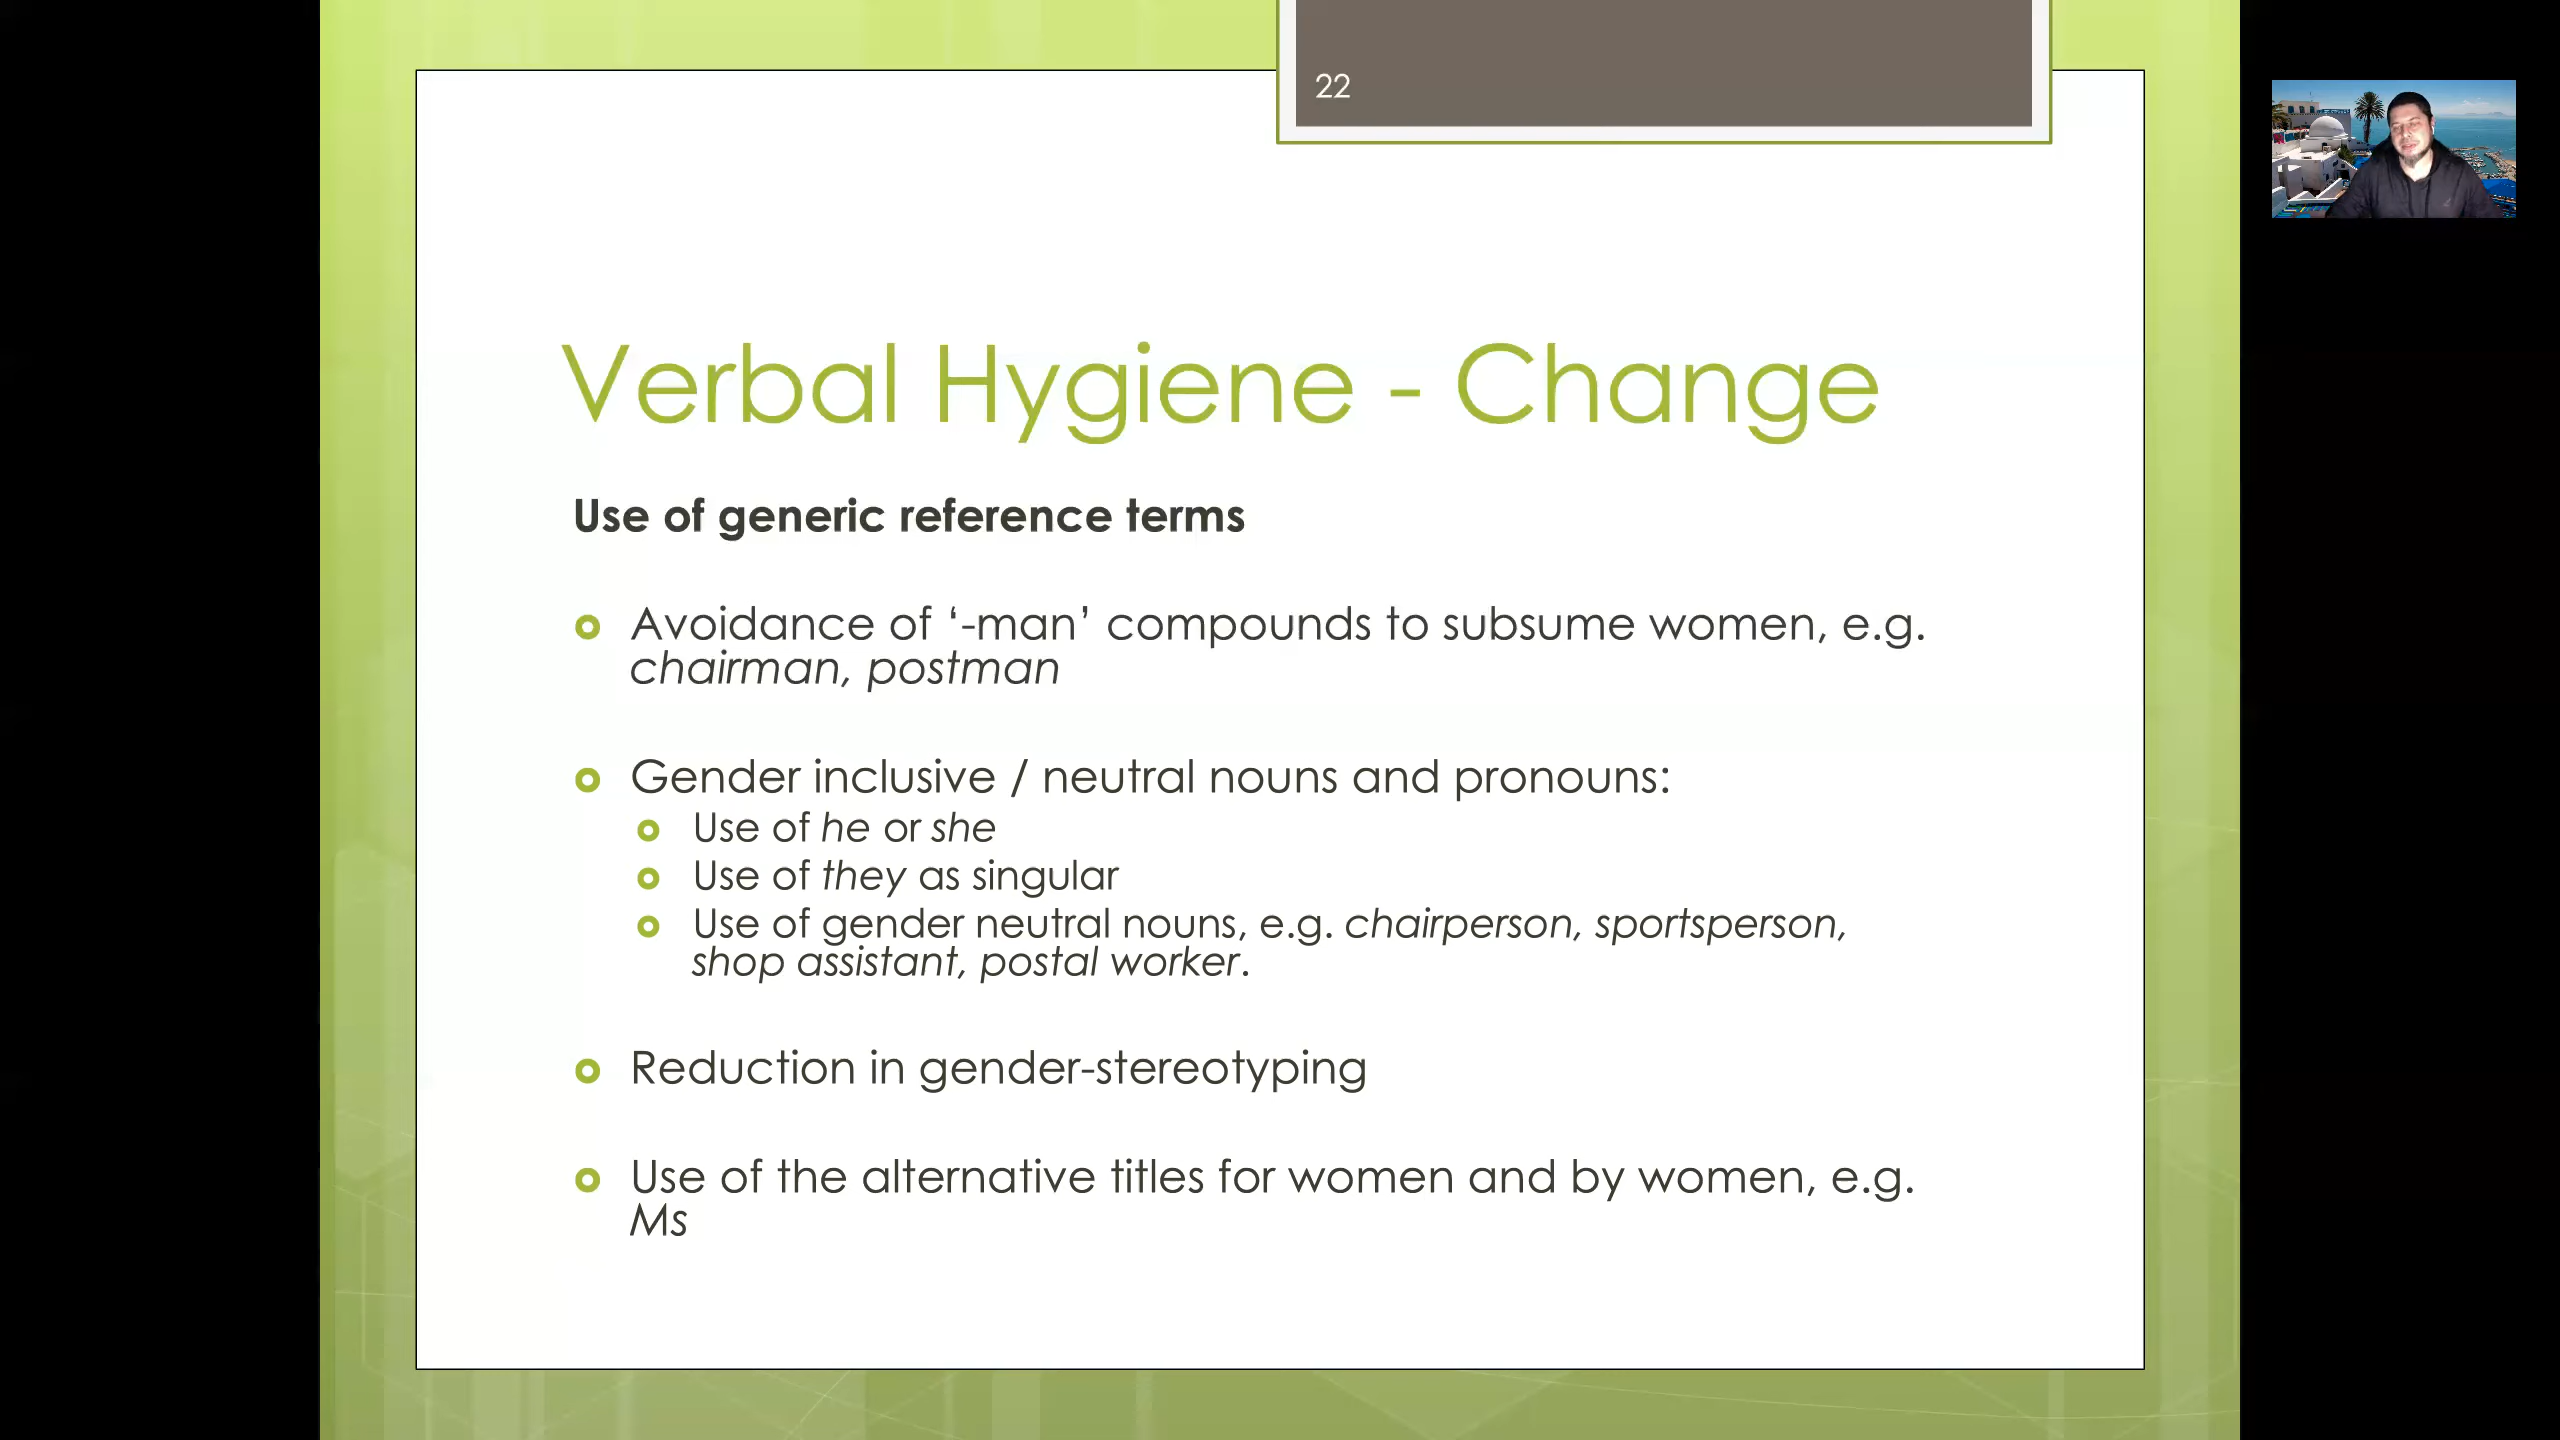 22
Verbal Hygiene - Change
Use of generic reference terms
Avoidance of ‘-man’ compounds to subsume women, e.g.
chairman, postman
Gender inclusive / neutral nouns and pronouns:
Use of he or she
Use of they as singular
Use of gender neutral nouns, e.g. chairperson, sportsperson,
shop assistant, postal worker.
Reduction in gender-stereotyping
Use of the alternative titles for women and by women, e.g.
Ms